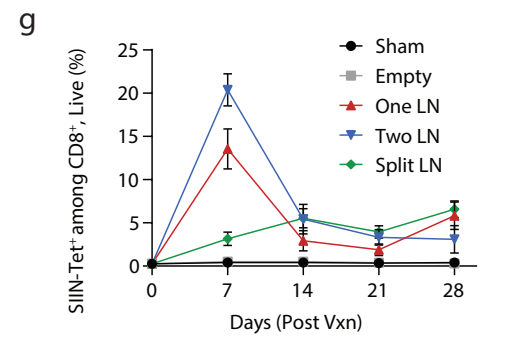 g
SIIN-Tet⁺ among CD8⁺, Live (%)
25
20
15
10
5
0
0 7 14 21 28
Days (Post Vxn)
Sham
Empty
One LN
Two LN
Split LN